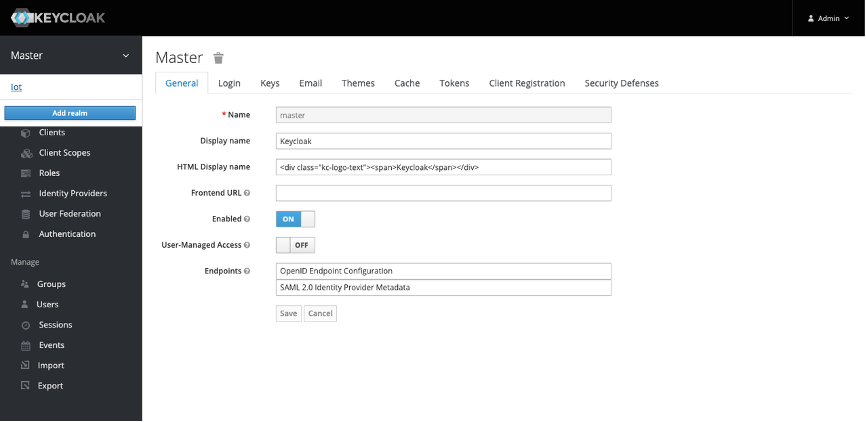 KEYCLOAK
Admin
Master
Iot
Add realm
Clients
Client Scopes
Roles
Identity Providers
User Federation
Authentication
Manage
Groups
Users
Sessions
Events
Import
Export
Master
General Login Keys Email Themes Cache Tokens Client Registration Security Defenses
* Name master
Display name Keycloak
HTML Display name <div class="kc-logo-text"><span>Keycloak</span></div>
Frontend URL
Enabled ON
User-Managed Access OFF
Endpoints OpenID Endpoint Configuration
SAML 2.0 Identity Provider Metadata
Save Cancel